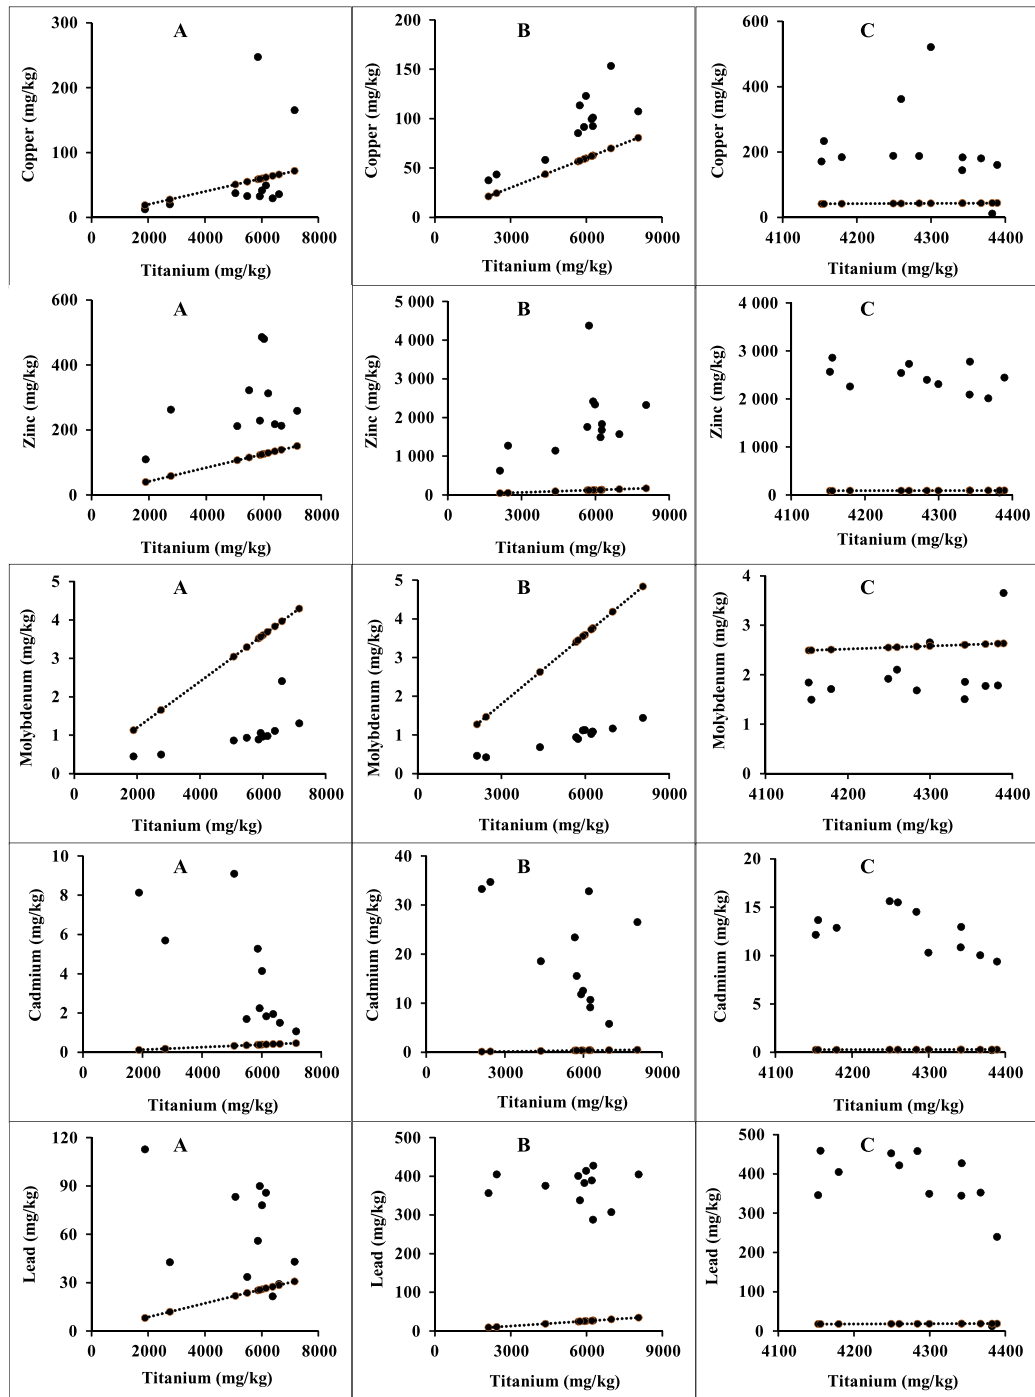 A
Copper (mg/kg)
300
200
100
0
0 2000 4000 6000 8000
Titanium (mg/kg)
B
Copper (mg/kg)
200
150
100
50
0
0 3000 6000 9000
Titanium (mg/kg)
C
Copper (mg/kg)
600
400
200
0
4100 4200 4300 4400
Titanium (mg/kg)
A
Zinc (mg/kg)
600
400
200
0
0 2000 4000 6000 8000
Titanium (mg/kg)
B
Zinc (mg/kg)
5 000
4 000
3 000
2 000
1 000
0
0 3000 6000 9000
Titanium (mg/kg)
C
Zinc (mg/kg)
4 000
3 000
2 000
1 000
0
4100 4200 4300 4400
Titanium (mg/kg)
A
Molybdenum (mg/kg)
5
4
3
2
1
0
0 2000 4000 6000 8000
Titanium (mg/kg)
B
Molybdenum (mg/kg)
5
4
3
2
1
0
0 3000 6000 9000
Titanium (mg/kg)
C
Molybdenum (mg/kg)
4
3
2
1
0
4100 4200 4300 4400
Titanium (mg/kg)
A
Cadmium (mg/kg)
10
8
6
4
2
0
0 2000 4000 6000 8000
Titanium (mg/kg)
B
Cadmium (mg/kg)
40
30
20
10
0
0 3000 6000 9000
Titanium (mg/kg)
C
Cadmium (mg/kg)
20
15
10
5
0
4100 4200 4300 4400
Titanium (mg/kg)
A
Lead (mg/kg)
120
90
60
30
0
0 2000 4000 6000 8000
Titanium (mg/kg)
B
Lead (mg/kg)
500
400
300
200
100
0
0 3000 6000 9000
Titanium (mg/kg)
C
Lead (mg/kg)
500
400
300
200
100
0
4100 4200 4300 4400
Titanium (mg/kg)